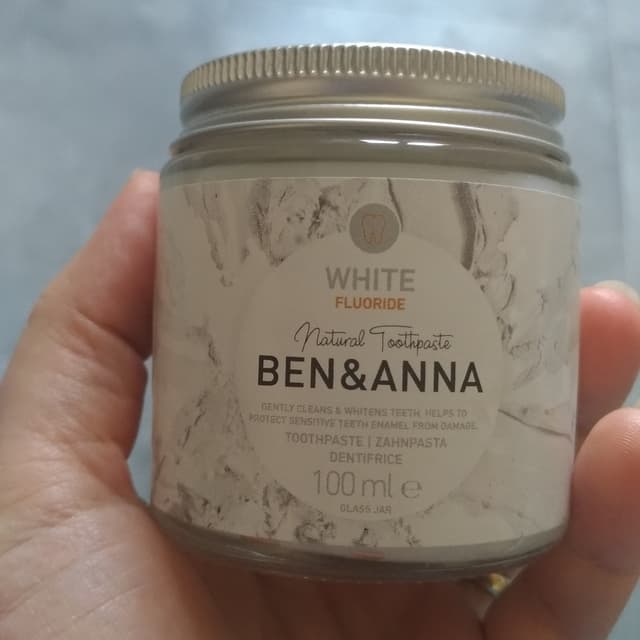 WHITE
FLUORIDE
Natural Toothpaste
BEN&ANNA
GENTLY CLEANS & WHITENS TEETH, HELPS TO
PROTECT SENSITIVE TEETH ENAMEL FROM DAMAGE.
TOOTHPASTE | ZAHNPASTA
DENTIFRICE
100 ml ℮
GLASS JAR